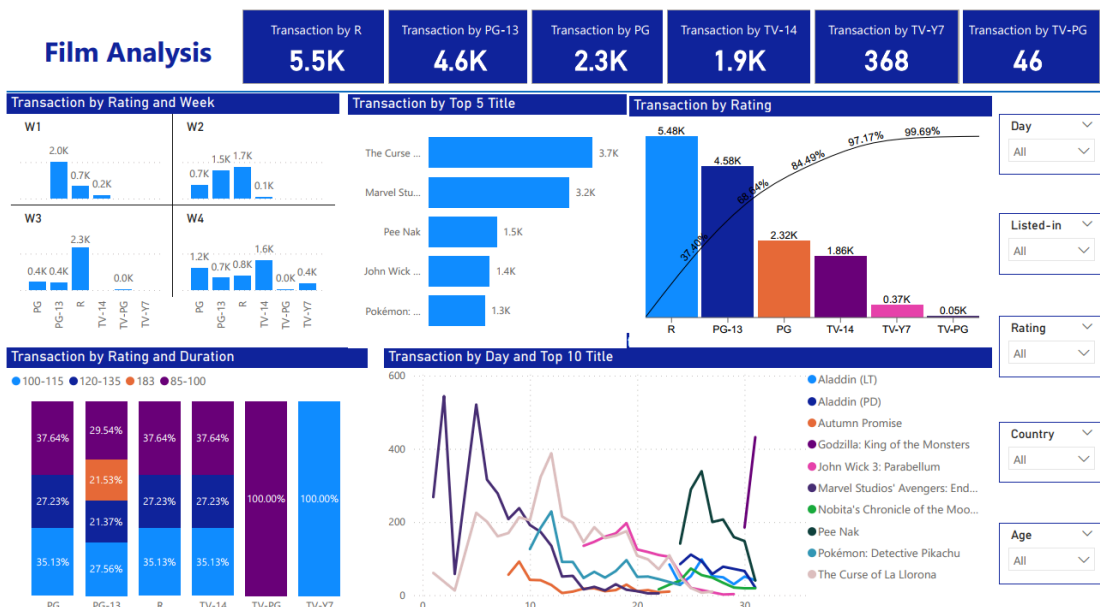 Film Analysis
Transaction by R
5.5K
Transaction by PG-13
4.6K
Transaction by PG
2.3K
Transaction by TV-14
1.9K
Transaction by TV-Y7
368
Transaction by TV-PG
46
Transaction by Rating and Week
W1
2.0K
0.7K
0.2K
W2
0.7K
1.5K
1.7K
0.1K
W3
0.4K
0.4K
2.3K
0.0K
W4
1.2K
0.7K
0.8K
1.6K
0.0K
0.4K
PG
PG-13
R
TV-14
TV-PG
TV-Y7
PG
PG-13
R
TV-14
TV-PG
TV-Y7
Transaction by Top 5 Title
The Curse ...
3.7K
Marvel Stu...
3.2K
Pee Nak
1.5K
John Wick ...
1.4K
Pokémon: ...
1.3K
Transaction by Rating
5.48K
4.58K
2.32K
1.86K
0.37K
0.05K
37.40%
68.64%
84.49%
97.17%
99.69%
R
PG-13
PG
TV-14
TV-Y7
TV-PG
Day
All
Listed-in
All
Rating
All
Country
All
Age
All
Transaction by Rating and Duration
100-115
120-135
183
85-100
37.64%
27.23%
35.13%
29.54%
21.53%
21.37%
27.56%
37.64%
27.23%
35.13%
37.64%
27.23%
35.13%
100.00%
100.00%
PG
PG-13
R
TV-14
TV-PG
TV-Y7
Transaction by Day and Top 10 Title
600
400
200
0
0
10
20
30
Aladdin (LT)
Aladdin (PD)
Autumn Promise
Godzilla: King of the Monsters
John Wick 3: Parabellum
Marvel Studios' Avengers: End...
Nobita's Chronicle of the Moo...
Pee Nak
Pokémon: Detective Pikachu
The Curse of La Llorona